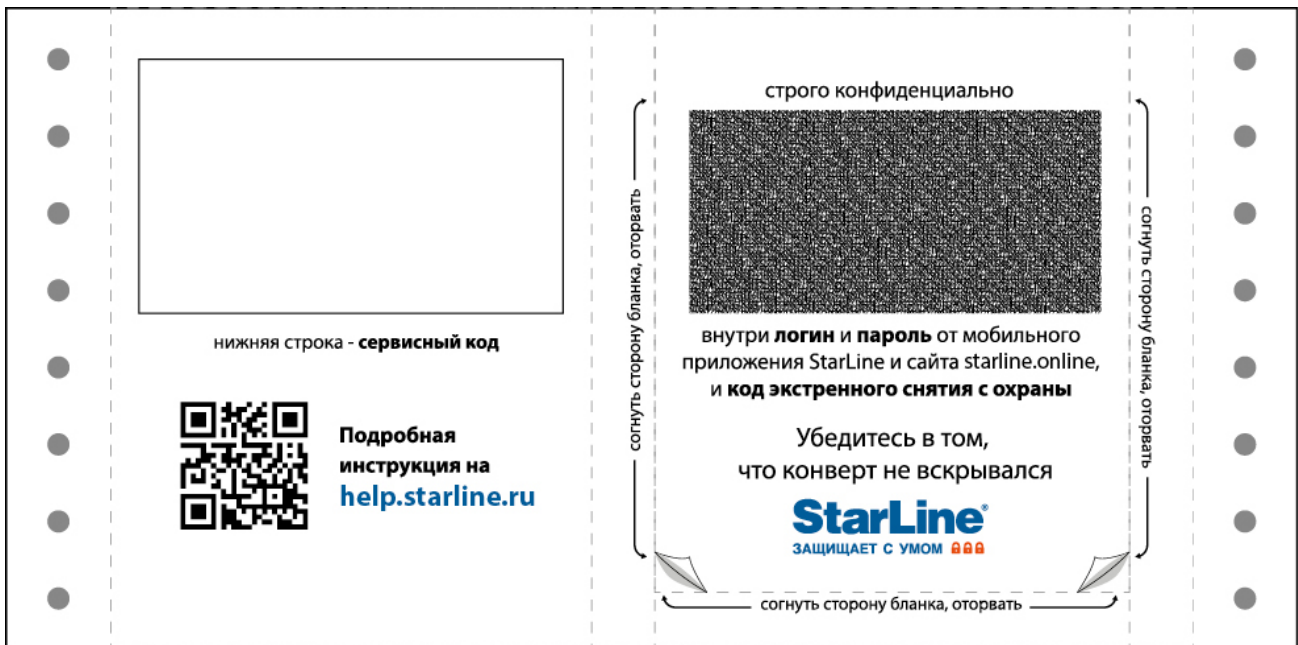 нижняя строка - сервисный код
Подробная
инструкция на
help.starline.ru
строго конфиденциально
внутри логин и пароль от мобильного
приложения StarLine и сайта starline.online,
и код экстренного снятия с охраны
Убедитесь в том,
что конверт не вскрывался
StarLine®
ЗАЩИЩАЕТ С УМОМ
согнуть сторону бланка, оторвать
согнуть сторону бланка, оторвать
согнуть сторону бланка, оторвать